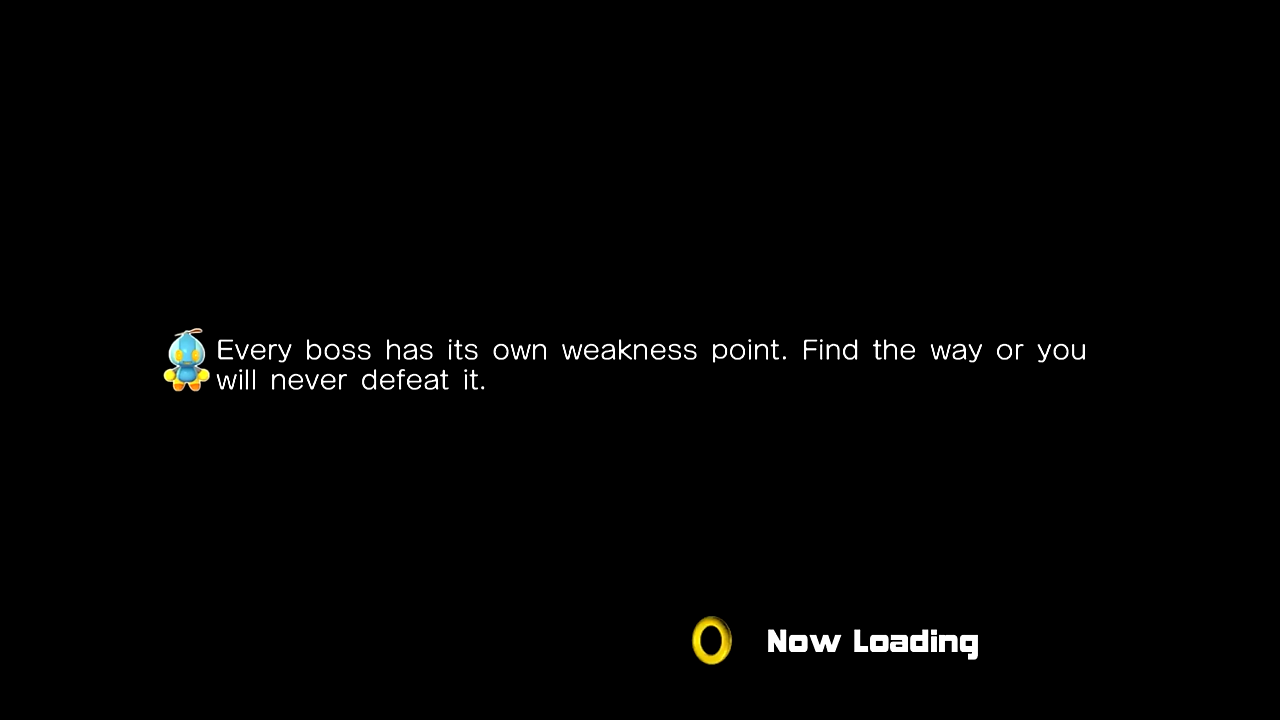 Every boss has its own weakness point. Find the way or you
will never defeat it.
Now Loading